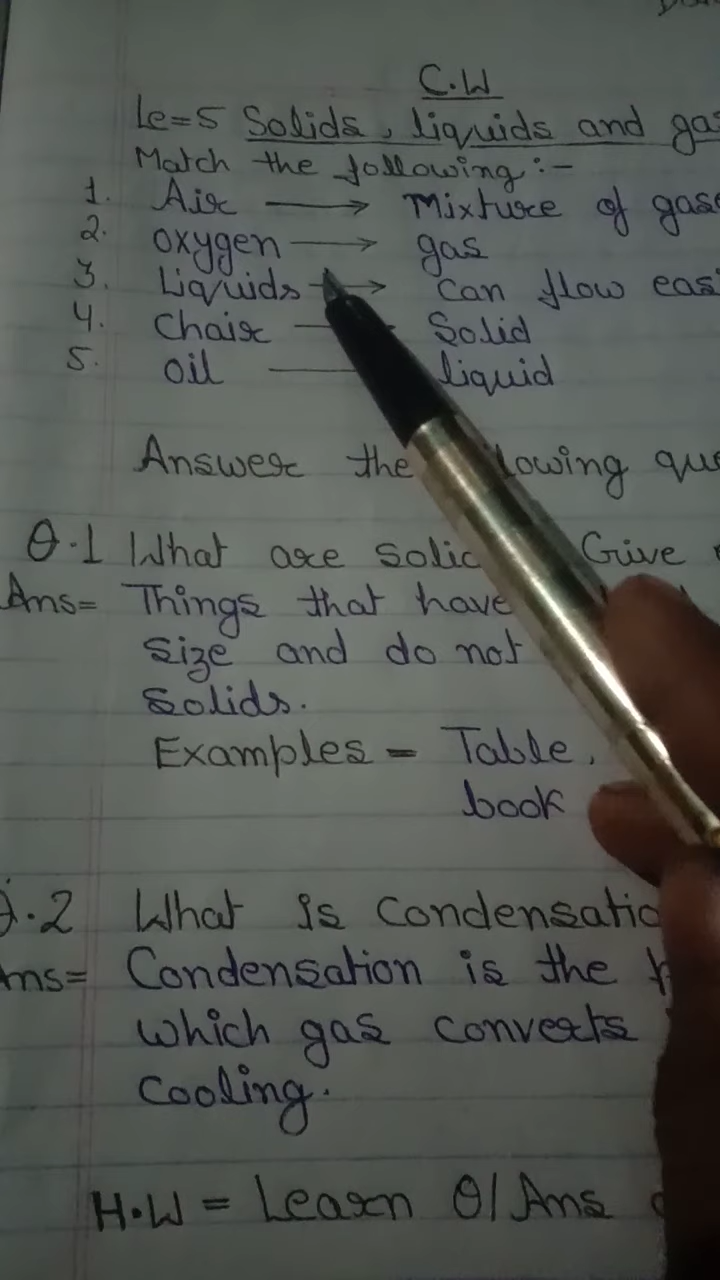 C.W
Le=5 Solids, liquids and
Match the following:-
1. Air → Mixture of
2. oxygen → gas
3. Liquids → Can flow
4. Chair — Solid
5. Oil — liquid
Answer the
Q.1 What are Give
Ans= Things that have
size and do not
Solids.
Examples = Table,
book
.2 What is
Condensation is the
which gas converts
cooling.
H.W = Learn Q/Ans